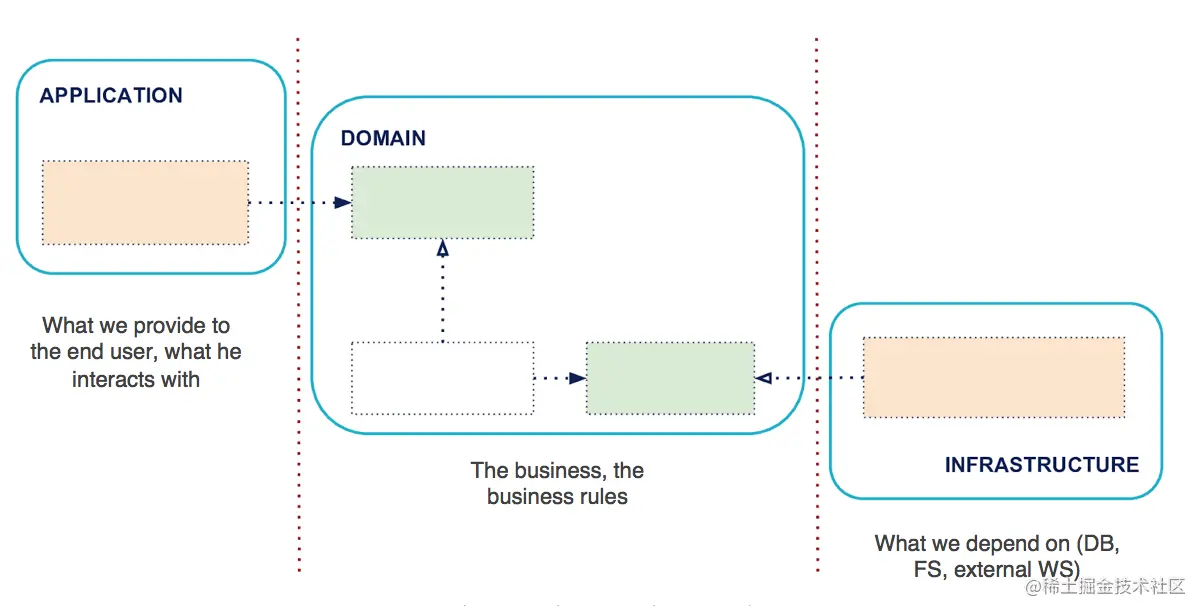 APPLICATION
What we provide to
the end user, what he
interacts with
DOMAIN
The business, the
business rules
INFRASTRUCTURE
What we depend on (DB,
FS, external WS)
@稀土掘金技术社区